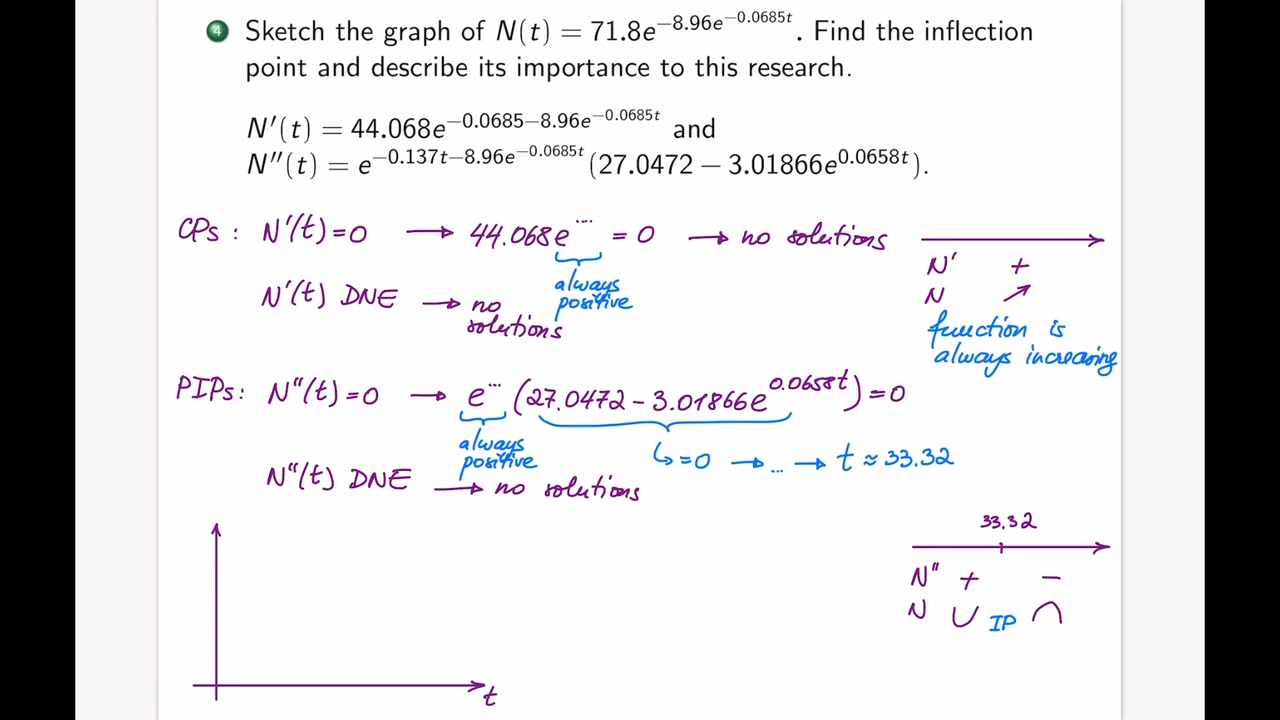 4 Sketch the graph of N(t) = 71.8e^{−8.96e^{−0.0685t}}. Find the inflection
point and describe its importance to this research.
N′(t) = 44.068e^{−0.0685−8.96e^{−0.0685t}} and
N″(t) = e^{−0.137t−8.96e^{−0.0685t}}(27.0472 − 3.01866e^{0.0658t}).
CPs: N'(t)=0 → 44.068e^{....} = 0 → no solutions
always
positive
N'(t) DNE → no
solutions
N' +
N ↗
function is
always increasing
PIPs: N"(t)=0 → e^{...} (27.0472 − 3.01866e^{0.0658t}) = 0
always
positive
↳ =0 → ... → t ≈ 33.32
N"(t) DNE → no solutions
33.32
N" + −
N ∪ IP ∩
t